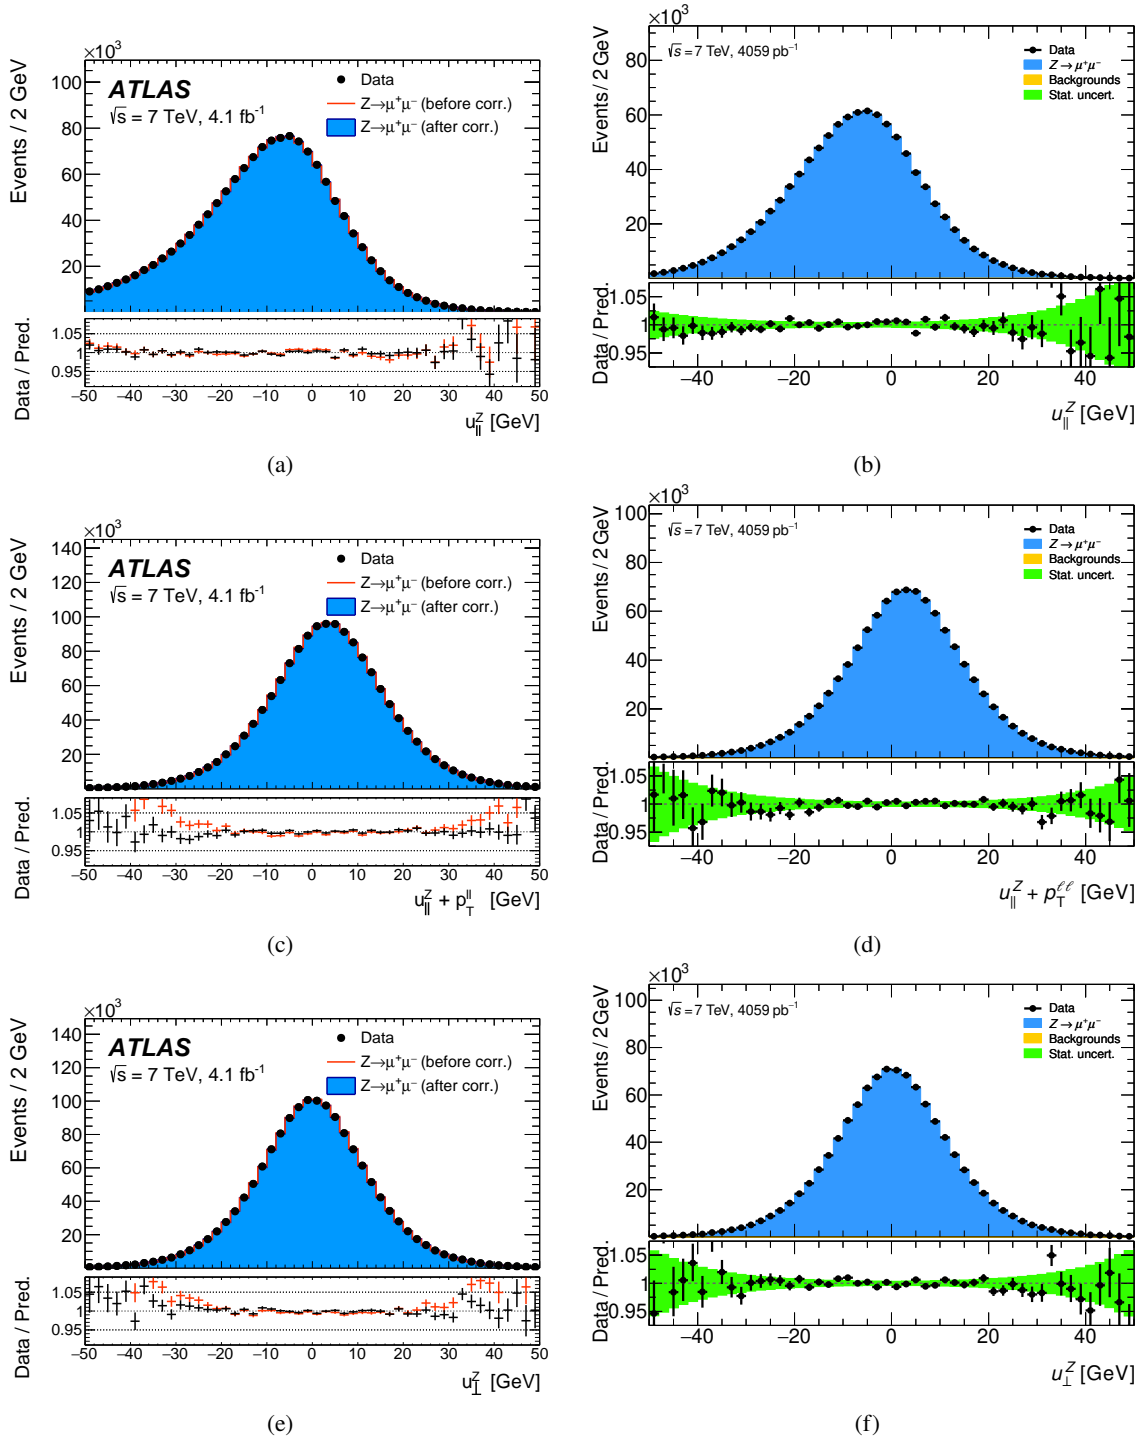 ×10³
Events / 2 GeV
100
80
60
40
20
ATLAS
√s = 7 TeV, 4.1 fb⁻¹
Data
Z→μ⁺μ⁻ (before corr.)
Z→μ⁺μ⁻ (after corr.)
Data / Pred.
1.05
1
0.95
−50 −40 −30 −20 −10 0 10 20 30 40 50
u∥ᶻ [GeV]
(a)
×10³
Events / 2 GeV
80
60
40
20
0
√s = 7 TeV, 4059 pb⁻¹
Data
Z → μ⁺μ⁻
Backgrounds
Stat. uncert.
Data / Pred.
1.05
1
0.95
−40 −20 0 20 40
u∥ᶻ [GeV]
(b)
×10³
Events / 2 GeV
140
120
100
80
60
40
20
ATLAS
√s = 7 TeV, 4.1 fb⁻¹
Data
Z→μ⁺μ⁻ (before corr.)
Z→μ⁺μ⁻ (after corr.)
Data / Pred.
1.05
1
0.95
−50 −40 −30 −20 −10 0 10 20 30 40 50
u∥ᶻ + p_Tˡˡ [GeV]
(c)
×10³
Events / 2 GeV
100
80
60
40
20
0
√s = 7 TeV, 4059 pb⁻¹
Data
Z → μ⁺μ⁻
Backgrounds
Stat. uncert.
Data / Pred.
1.05
1
0.95
−40 −20 0 20 40
u∥ᶻ + p_T^ℓℓ [GeV]
(d)
×10³
Events / 2 GeV
140
120
100
80
60
40
20
ATLAS
√s = 7 TeV, 4.1 fb⁻¹
Data
Z→μ⁺μ⁻ (before corr.)
Z→μ⁺μ⁻ (after corr.)
Data / Pred.
1.05
1
0.95
−50 −40 −30 −20 −10 0 10 20 30 40 50
u⊥ᶻ [GeV]
(e)
×10³
Events / 2 GeV
100
80
60
40
20
0
√s = 7 TeV, 4059 pb⁻¹
Data
Z → μ⁺μ⁻
Backgrounds
Stat. uncert.
Data / Pred.
1.05
1
0.95
−40 −20 0 20 40
u⊥ᶻ [GeV]
(f)